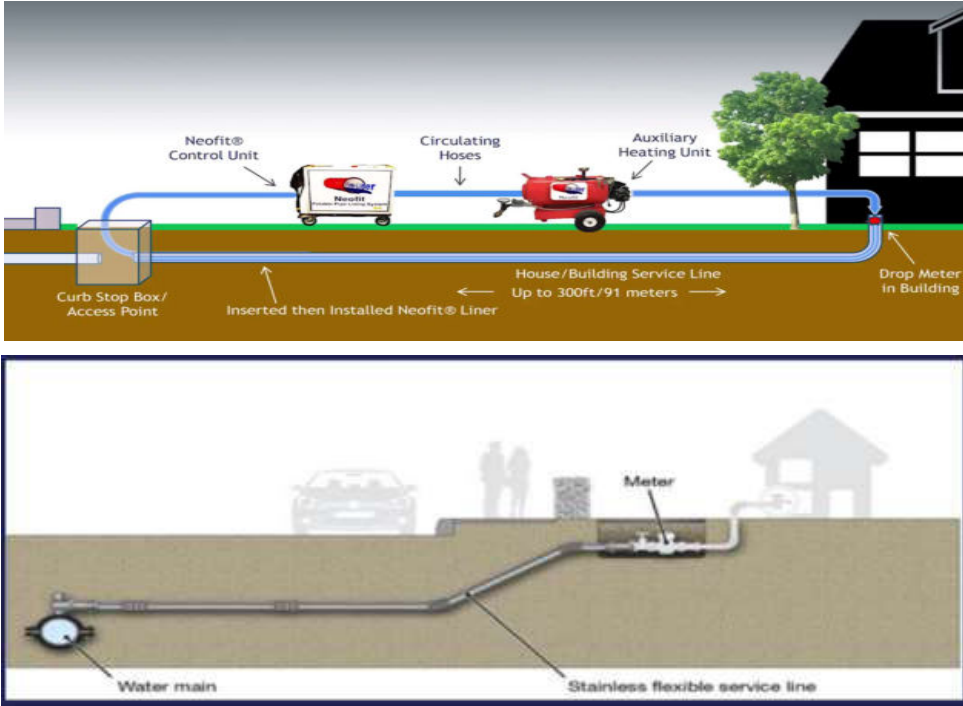 Neofit®
Control Unit
Circulating
Hoses
Auxiliary
Heating Unit
Neofit
House/Building Service Line
Up to 300ft/91 meters
Drop Meter
in Building
Curb Stop Box/
Access Point
Inserted then Installed Neofit® Liner
Meter
Water main
Stainless flexible service line